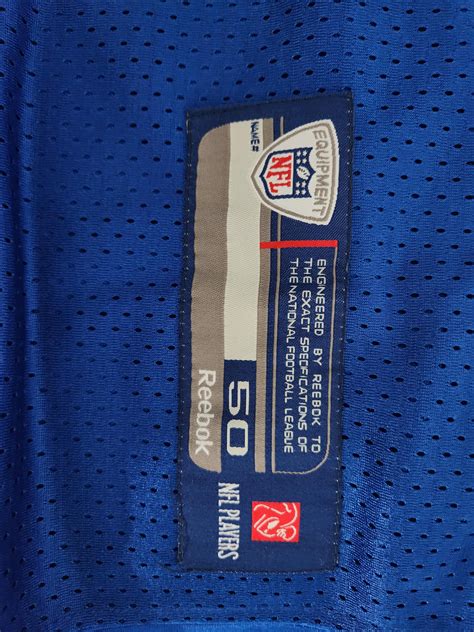 NAME#
EQUIPMENT
NFL
ENGINEERED BY REEBOK TO
THE EXACT SPECIFICATIONS OF
THE NATIONAL FOOTBALL LEAGUE
50
Reebok
NFL PLAYERS